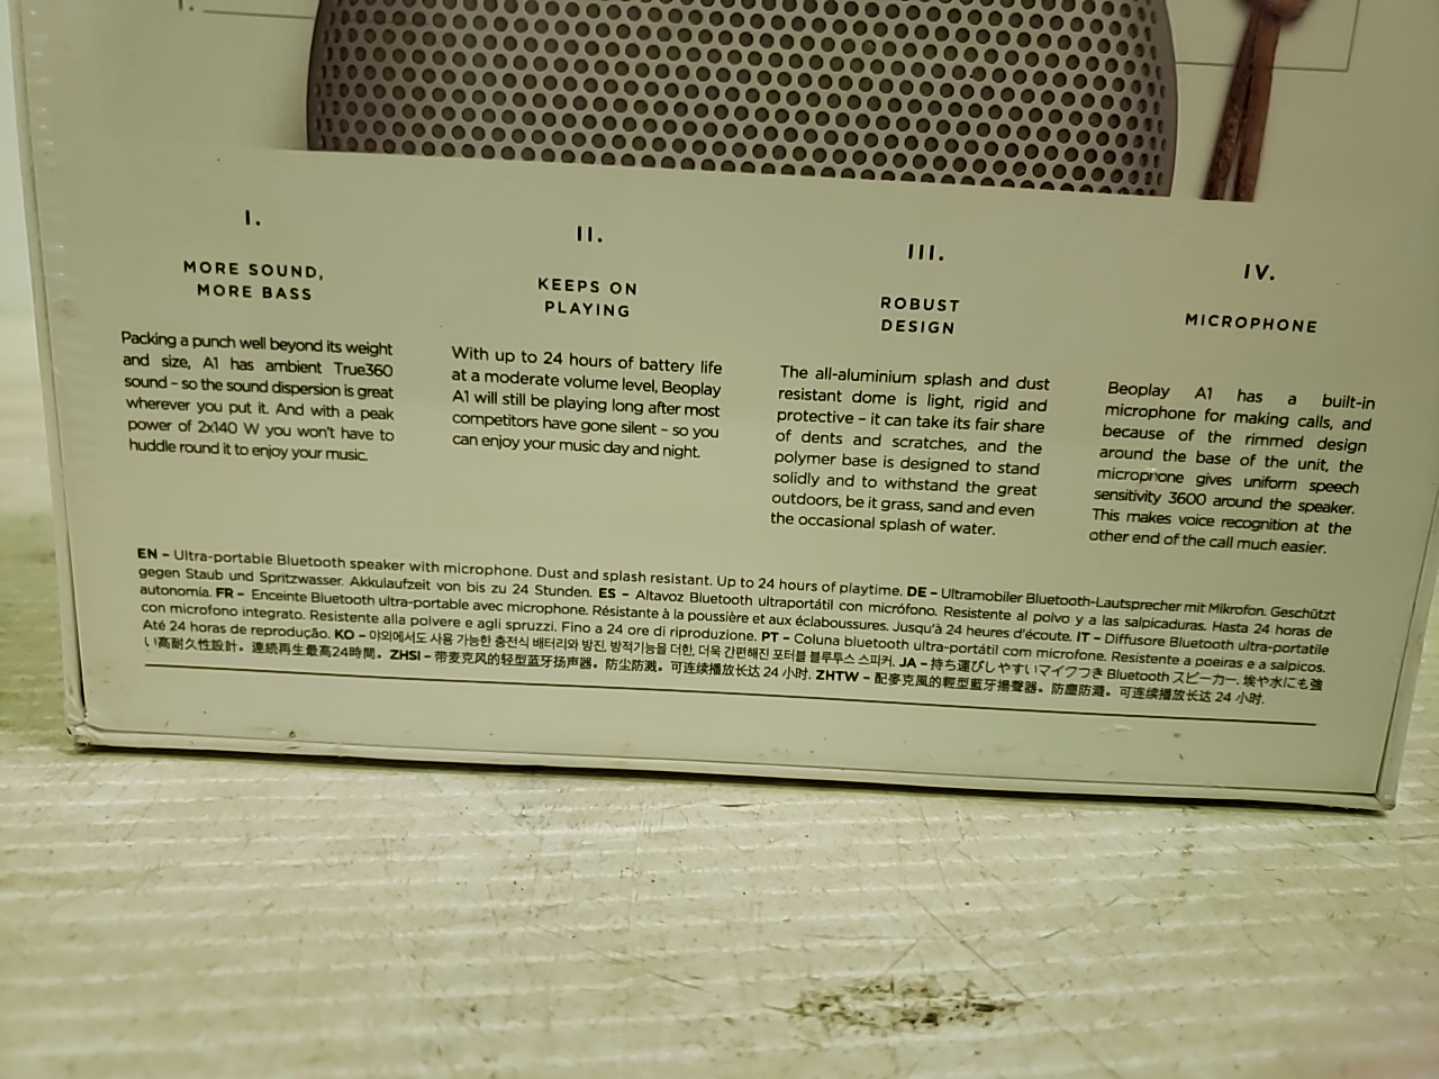 I.
I.
MORE SOUND,
MORE BASS
Packing a punch well beyond its weight
and size, A1 has ambient True360
sound – so the sound dispersion is great
wherever you put it. And with a peak
power of 2x140 W you won't have to
huddle round it to enjoy your music.
II.
KEEPS ON
PLAYING
With up to 24 hours of battery life
at a moderate volume level, Beoplay
A1 will still be playing long after most
competitors have gone silent – so you
can enjoy your music day and night.
III.
ROBUST
DESIGN
The all-aluminium splash and dust
resistant dome is light, rigid and
protective – it can take its fair share
of dents and scratches, and the
polymer base is designed to stand
solidly and to withstand the great
outdoors, be it grass, sand and even
the occasional splash of water.
IV.
MICROPHONE
Beoplay A1 has a built-in
microphone for making calls, and
because of the rimmed design
around the base of the unit, the
microphone gives uniform speech
sensitivity 3600 around the speaker.
This makes voice recognition at the
other end of the call much easier.
EN – Ultra-portable Bluetooth speaker with microphone. Dust and splash resistant. Up to 24 hours of playtime. DE – Ultramobiler Bluetooth-Lautsprecher mit Mikrofon. Geschützt
gegen Staub und Spritzwasser. Akkulaufzeit von bis zu 24 Stunden. ES – Altavoz Bluetooth ultraportátil con micrófono. Resistente al polvo y a las salpicaduras. Hasta 24 horas de
autonomía. FR – Enceinte Bluetooth ultra-portable avec microphone. Résistante à la poussière et aux éclaboussures. Jusqu'à 24 heures d'écoute. IT – Diffusore Bluetooth ultra-portatile
con microfono integrato. Resistente alla polvere e agli spruzzi. Fino a 24 ore di riproduzione. PT – Coluna bluetooth ultra-portátil com microfone. Resistente a poeiras e a salpicos.
Até 24 horas de reprodução. KO – 야외에서도 사용 가능한 충전식 배터리와 방진, 방적기능을 더한, 더욱 간편해진 포터블 블루투스 스피커. JA – 持ち運びしやすいマイクつき Bluetooth スピーカー. 埃や水にも強
い高耐久性設計。連続再生最高24時間。ZHSI – 带麦克风的轻型蓝牙扬声器。防尘防溅。可连续播放长达 24 小时. ZHTW – 配麥克風的輕型藍牙揚聲器。防塵防濺。可连续播放长达 24 小时.